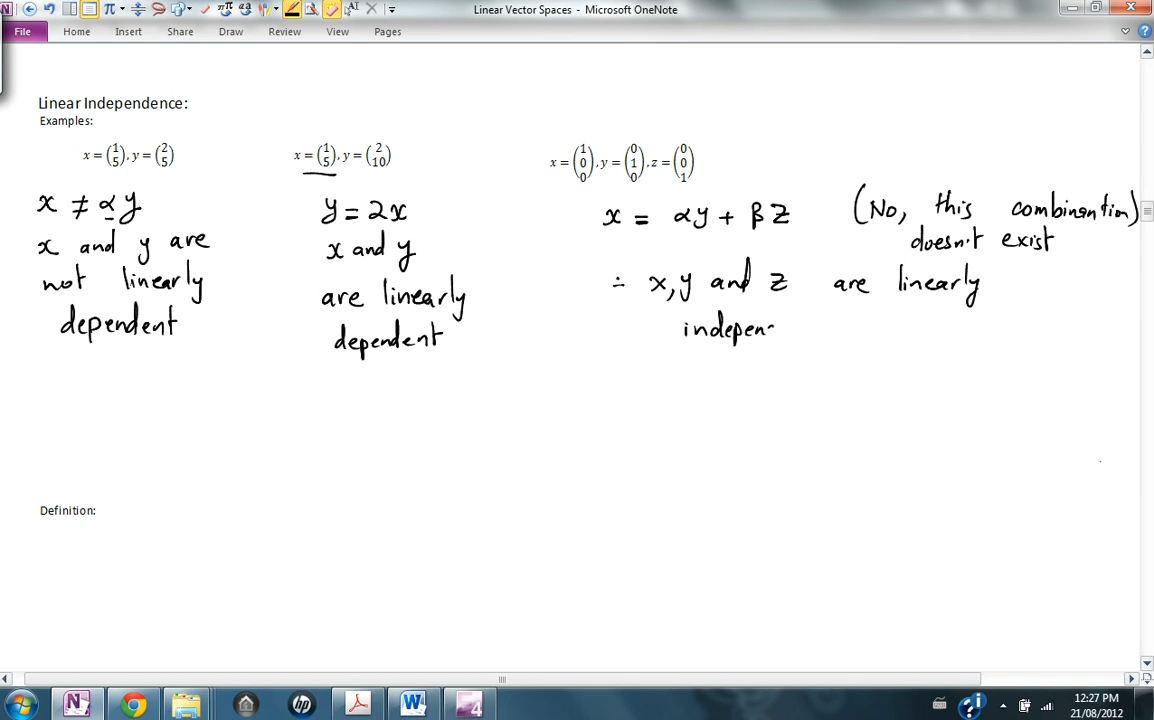 Linear Vector Spaces - Microsoft OneNote
File Home Insert Share Draw Review View Pages
Linear Independence:
Examples:
x = (1 5), y = (2 5)
x ≠ αy
x and y are
not linearly
dependent
x = (1 5), y = (2 10)
y = 2x
x and y
are linearly
dependent
x = (1 0 0), y = (0 1 0), z = (0 0 1)
x = αy + βz (No, this combination)
doesn't exist
∴ x, y and z are linearly
indepen
Definition:
12:27 PM
21/08/2012